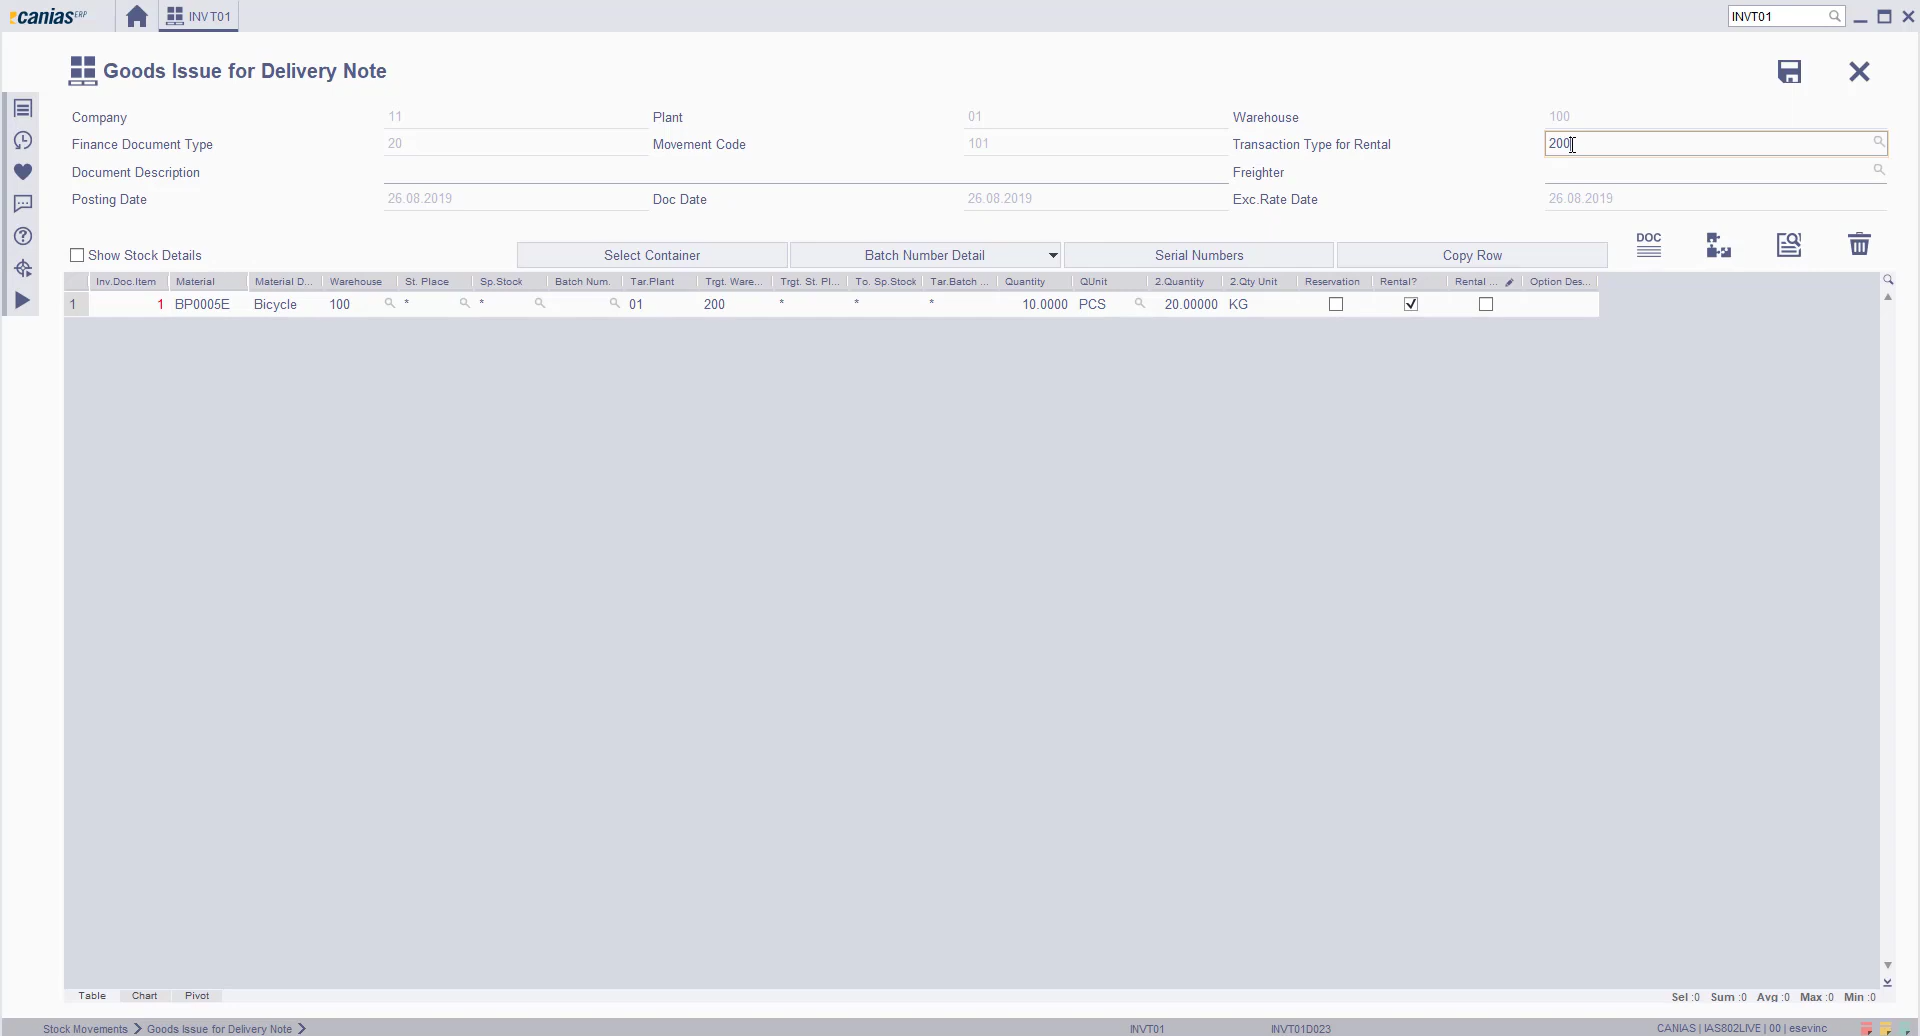 canias ERP INVT01 INVT01
Goods Issue for Delivery Note
Company 11 Plant 01 Warehouse 100
Finance Document Type 20 Movement Code 101 Transaction Type for Rental 200
Document Description Freighter
Posting Date 26.08.2019 Doc Date 26.08.2019 Exc.Rate Date 26.08.2019
Show Stock Details Select Container Batch Number Detail Serial Numbers Copy Row DOC
Inv.Doc.Item Material Material D... Warehouse St. Place Sp.Stock Batch Num. Tar.Plant Trgt. Ware... Trgt. St. Pl... To. Sp.Stock Tar.Batch ... Quantity QUnit 2.Quantity 2.Qty Unit Reservation Rental? Rental ... Option Des...
1 1 BP0005E Bicycle 100 * * 01 200 * * * 10.0000 PCS 20.00000 KG
Table Chart Pivot Sel :0 Sum :0 Avg :0 Max :0 Min :0
Stock Movements Goods Issue for Delivery Note INVT01 INVT01D023 CANIAS | IAS802LIVE | 00 | esevinc